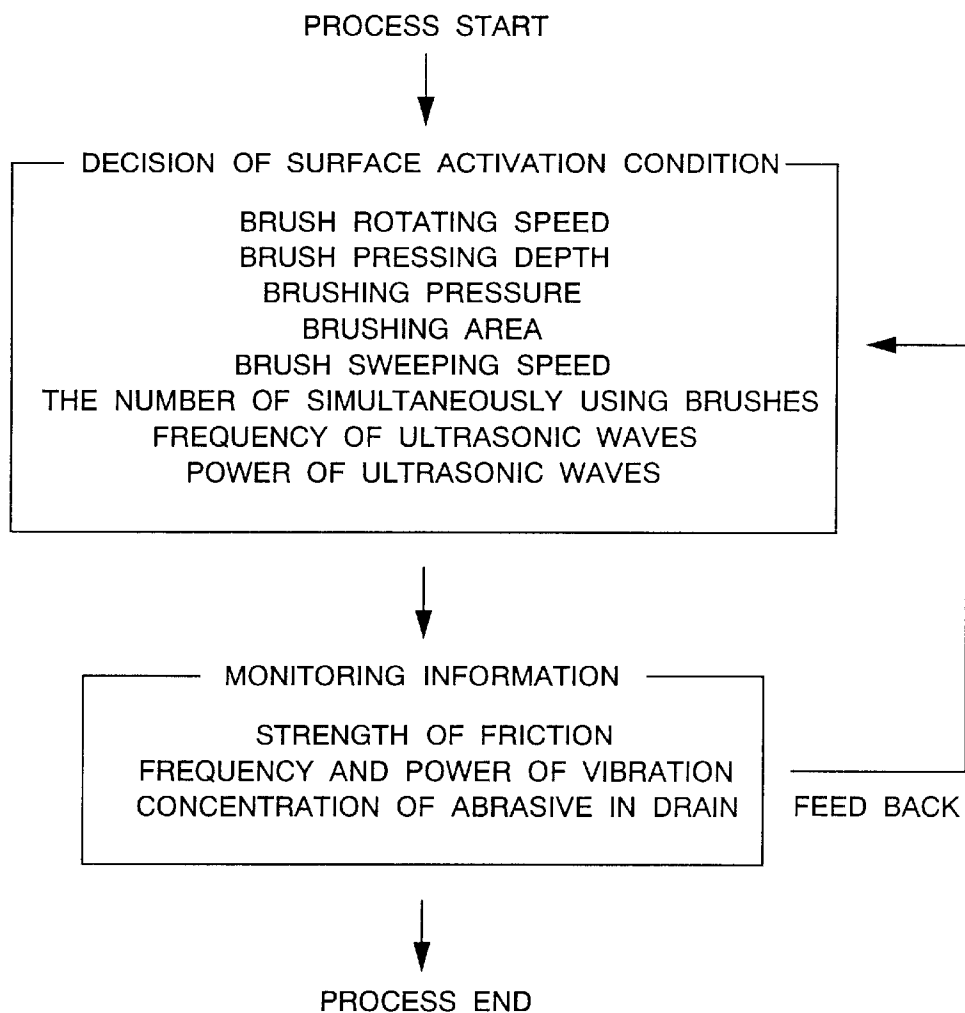 PROCESS START
DECISION OF SURFACE ACTIVATION CONDITION
BRUSH ROTATING SPEED
BRUSH PRESSING DEPTH
BRUSHING PRESSURE
BRUSHING AREA
BRUSH SWEEPING SPEED
THE NUMBER OF SIMULTANEOUSLY USING BRUSHES
FREQUENCY OF ULTRASONIC WAVES
POWER OF ULTRASONIC WAVES
MONITORING INFORMATION
STRENGTH OF FRICTION
FREQUENCY AND POWER OF VIBRATION
CONCENTRATION OF ABRASIVE IN DRAIN
FEED BACK
PROCESS END